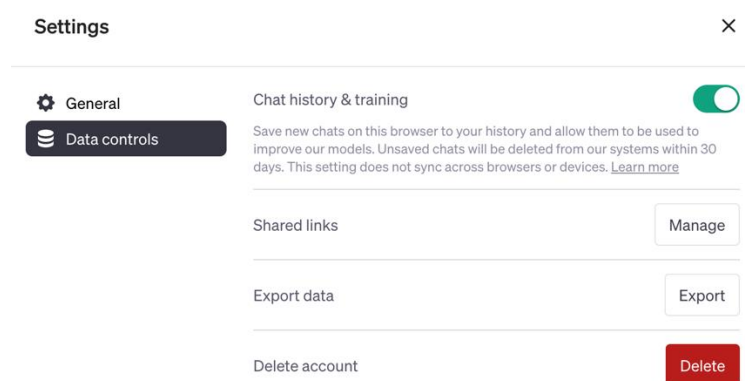 Settings
General
Data controls
Chat history & training
Save new chats on this browser to your history and allow them to be used to
improve our models. Unsaved chats will be deleted from our systems within 30
days. This setting does not sync across browsers or devices. Learn more
Shared links
Manage
Export data
Export
Delete account
Delete